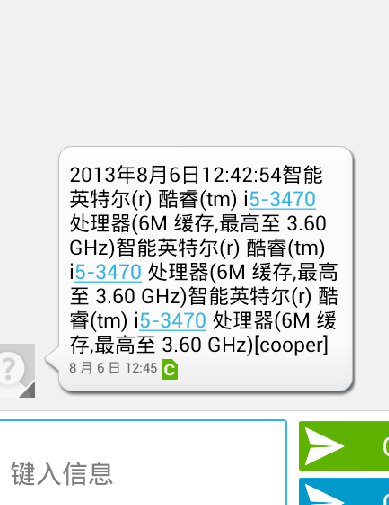 2013年8月6日12:42:54智能
英特尔(r) 酷睿(tm) i5-3470
处理器(6M 缓存,最高至 3.60
GHz)智能英特尔(r) 酷睿(tm)
i5-3470 处理器(6M 缓存,最高
至 3.60 GHz)智能英特尔(r) 酷
睿(tm) i5-3470 处理器(6M 缓
存,最高至 3.60 GHz)[cooper]
8 月 6 日 12:45 C
键入信息